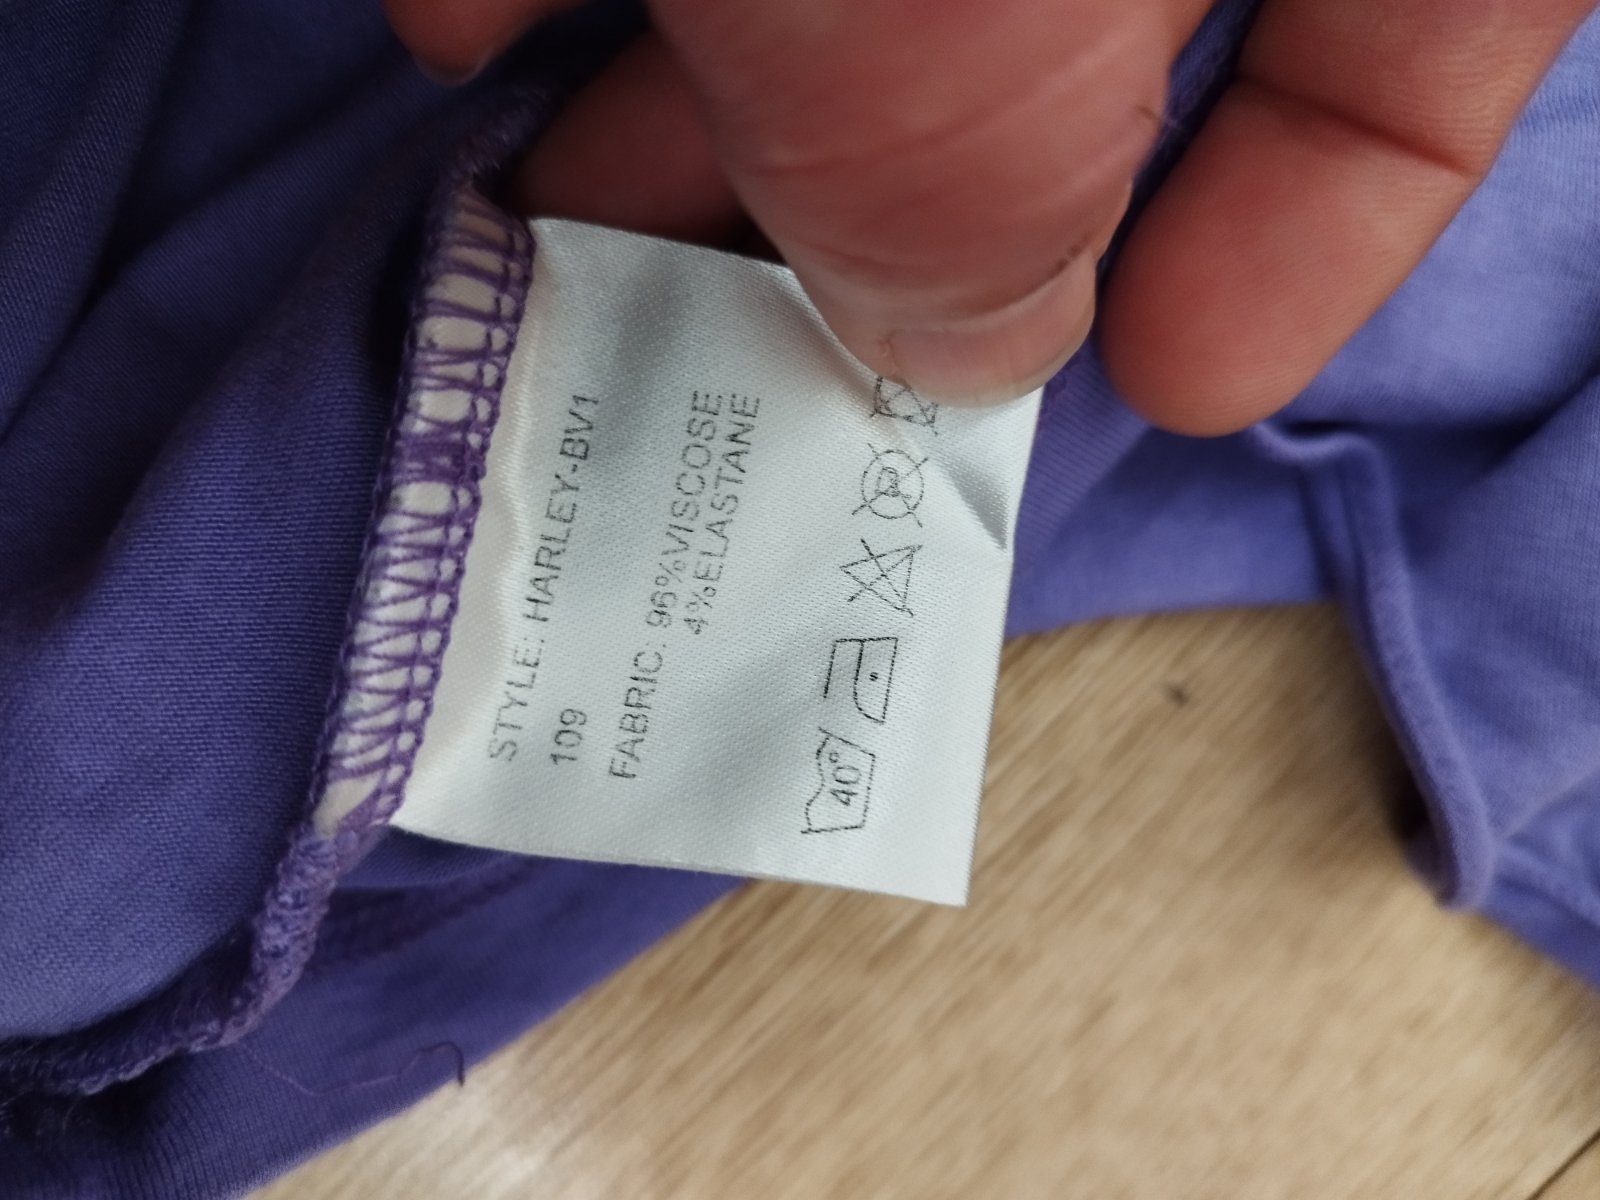 STYLE: HARLEY-BV1
109
FABRIC: 96%VISCOSE
4%ELASTANE
40°
P